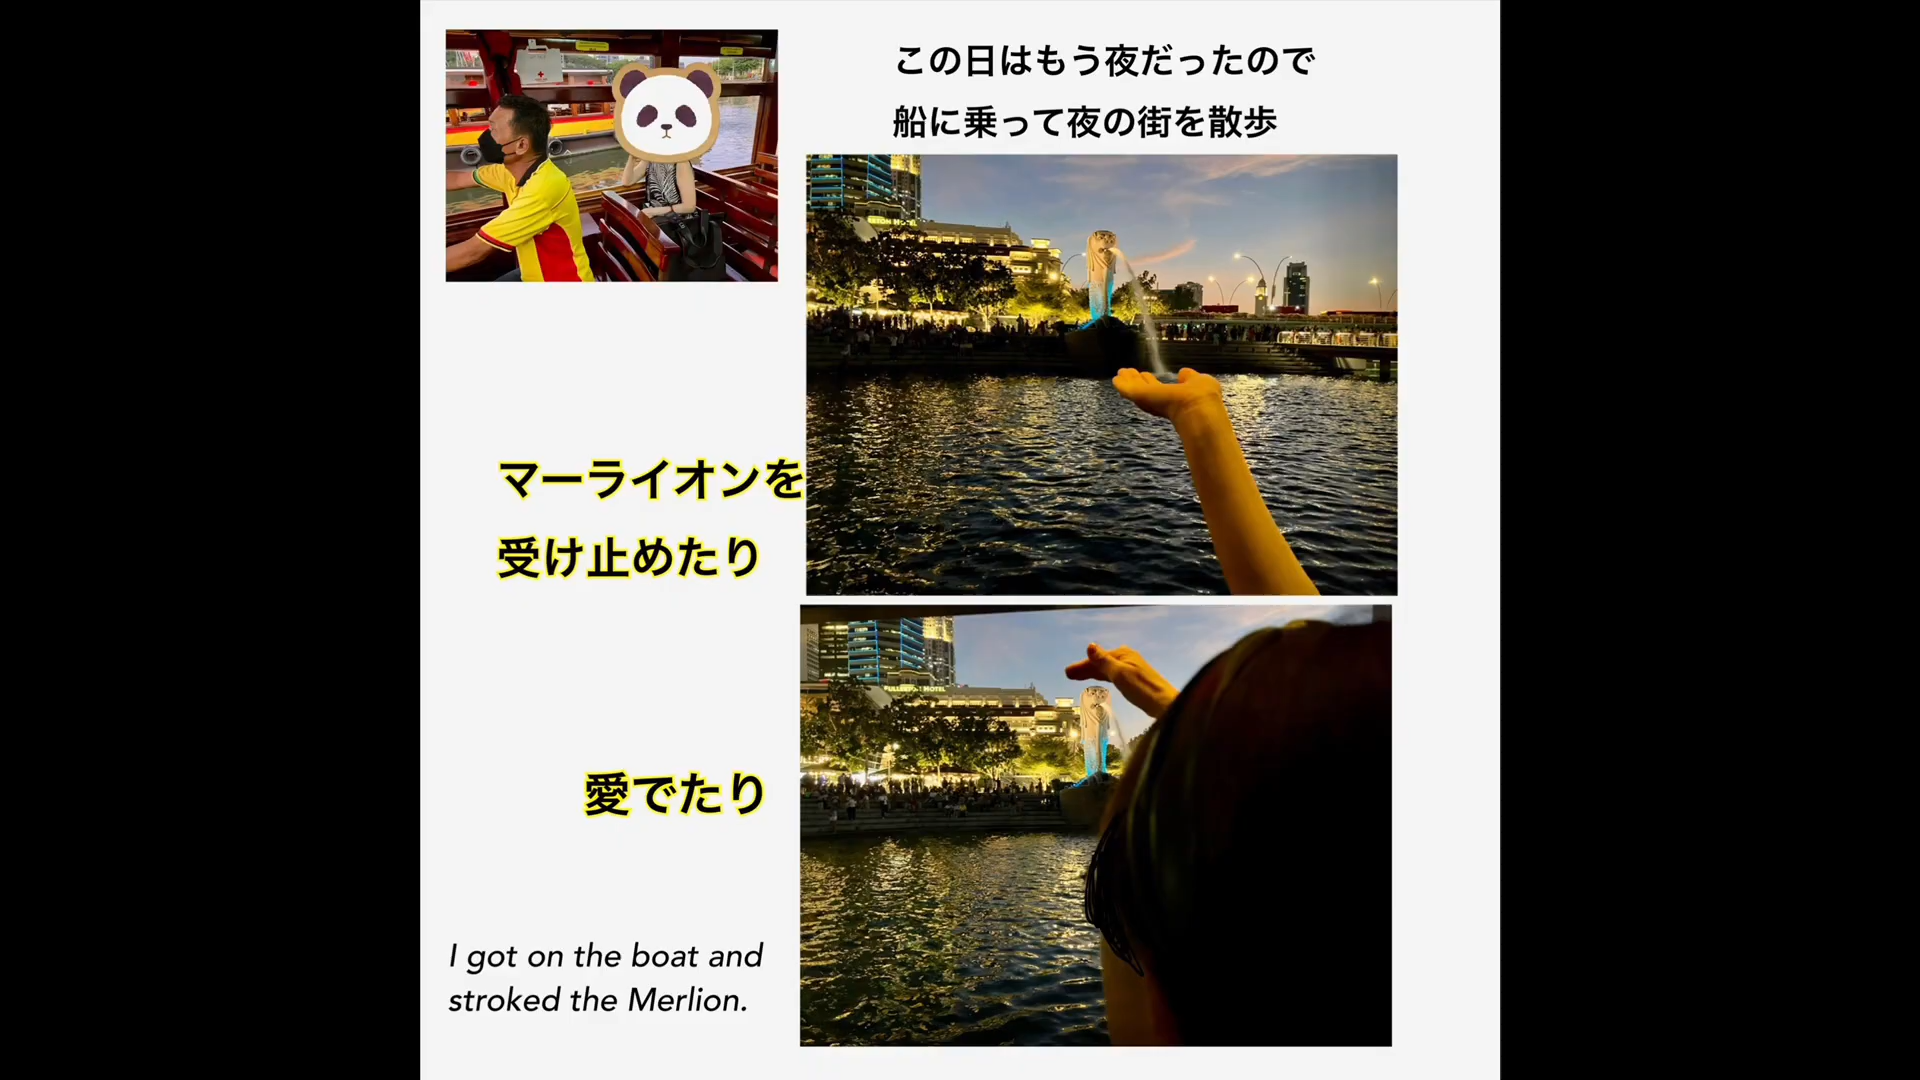 この日はもう夜だったので
船に乗って夜の街を散歩
マーライオンを
受け止めたり
FULLERTON HOTEL
愛でたり
I got on the boat and
stroked the Merlion.